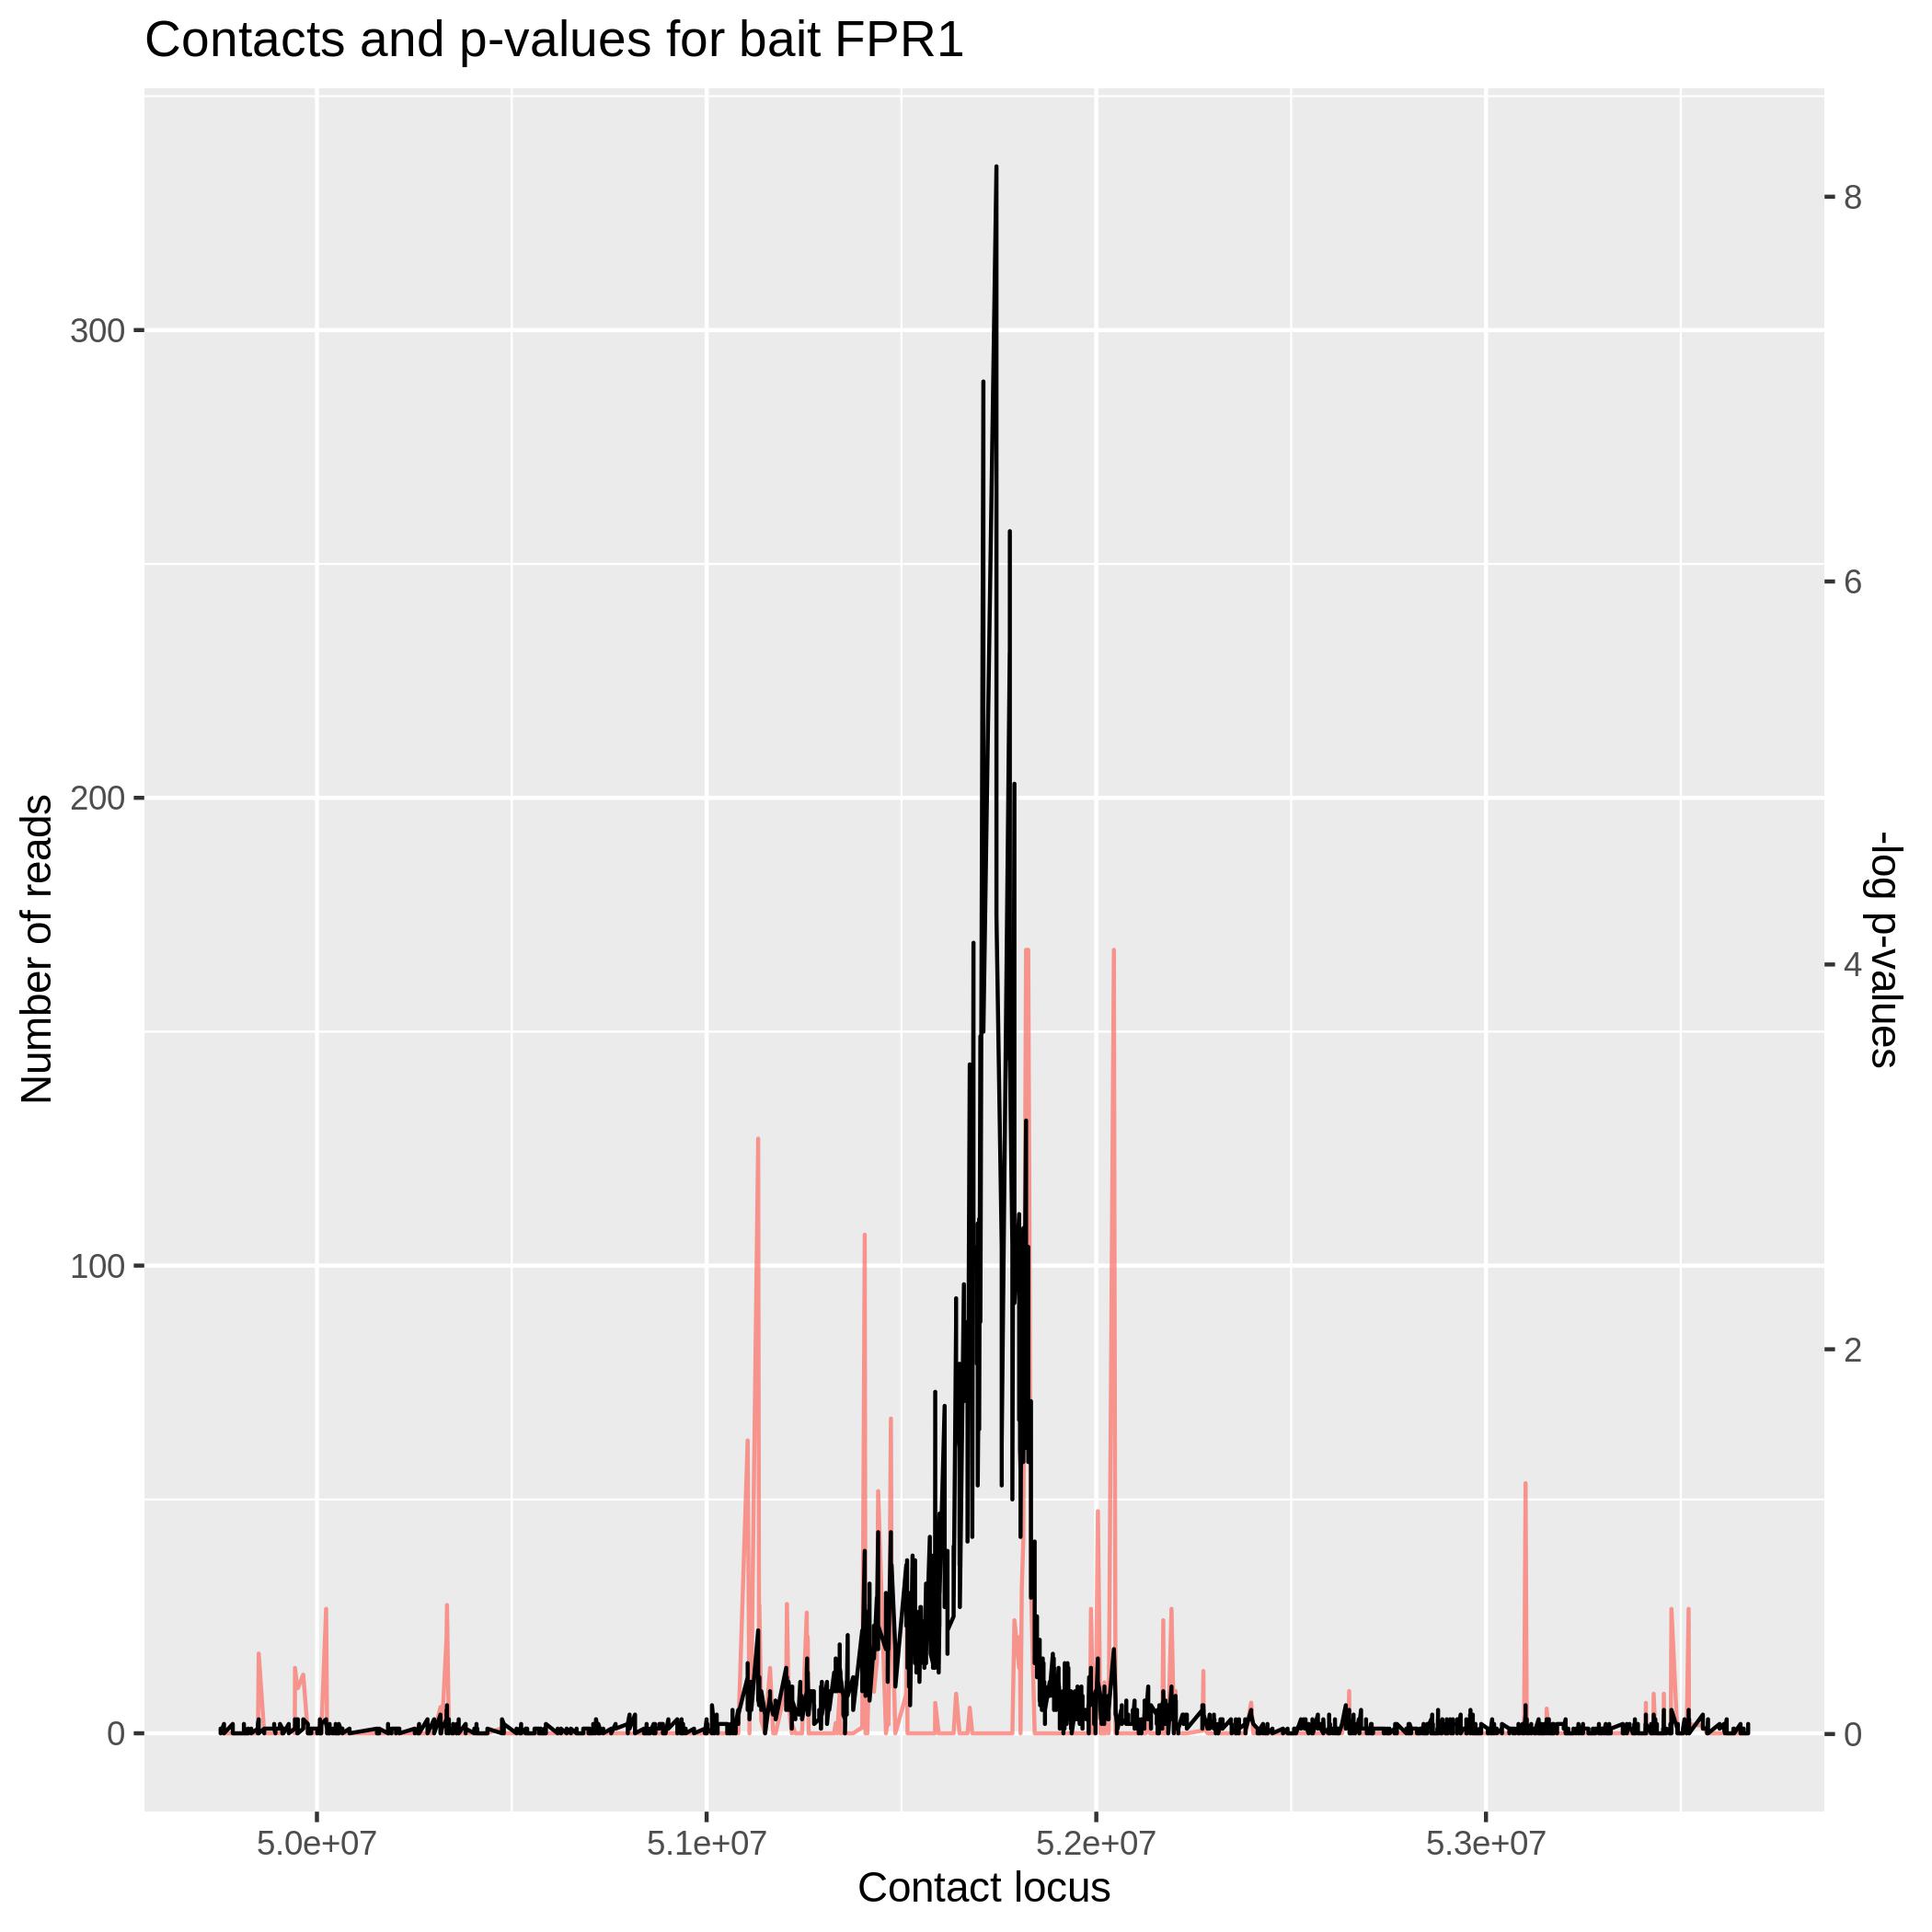 Contacts and p-values for bait FPR1
Number of reads
300
200
100
0
8
6
4
2
0
-log p-values
5.0e+07
5.1e+07
5.2e+07
5.3e+07
Contact locus